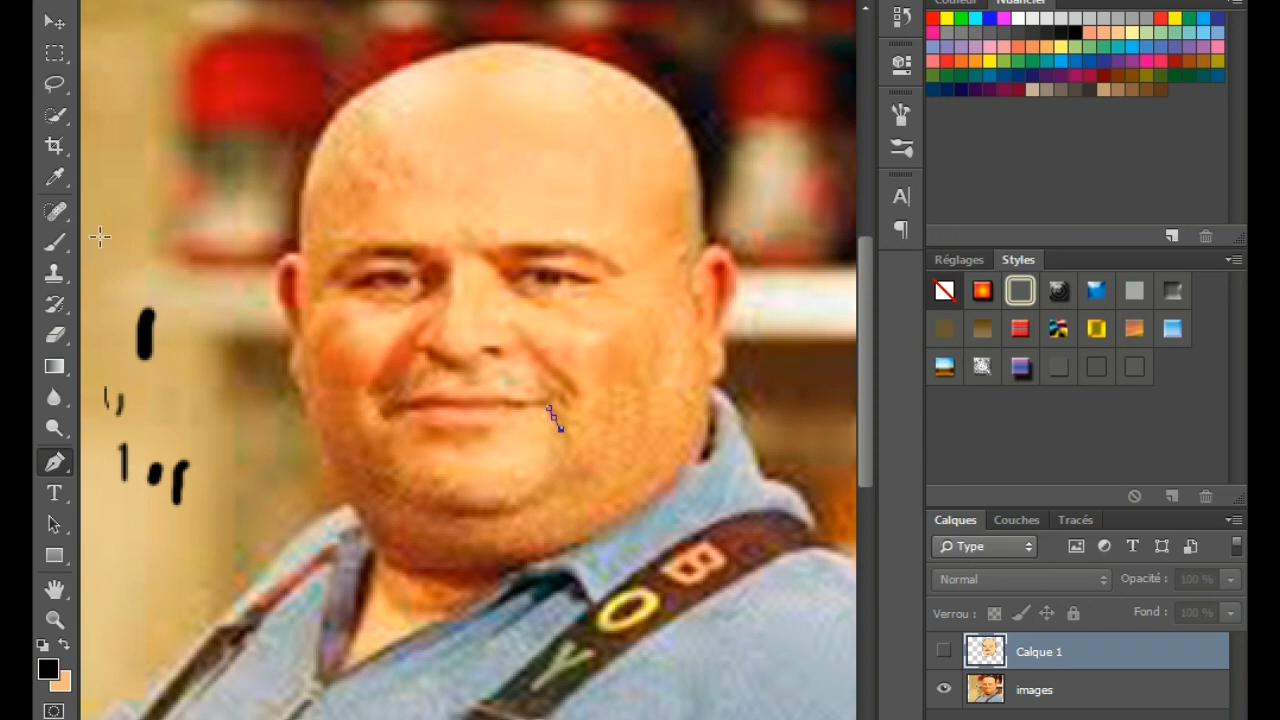 Couleur
Nuancier
Réglages
Styles
Calques
Couches
Tracés
Type
Normal
Opacité :
100 %
Verrou :
Fond :
100 %
Calque 1
images
B
O
Y